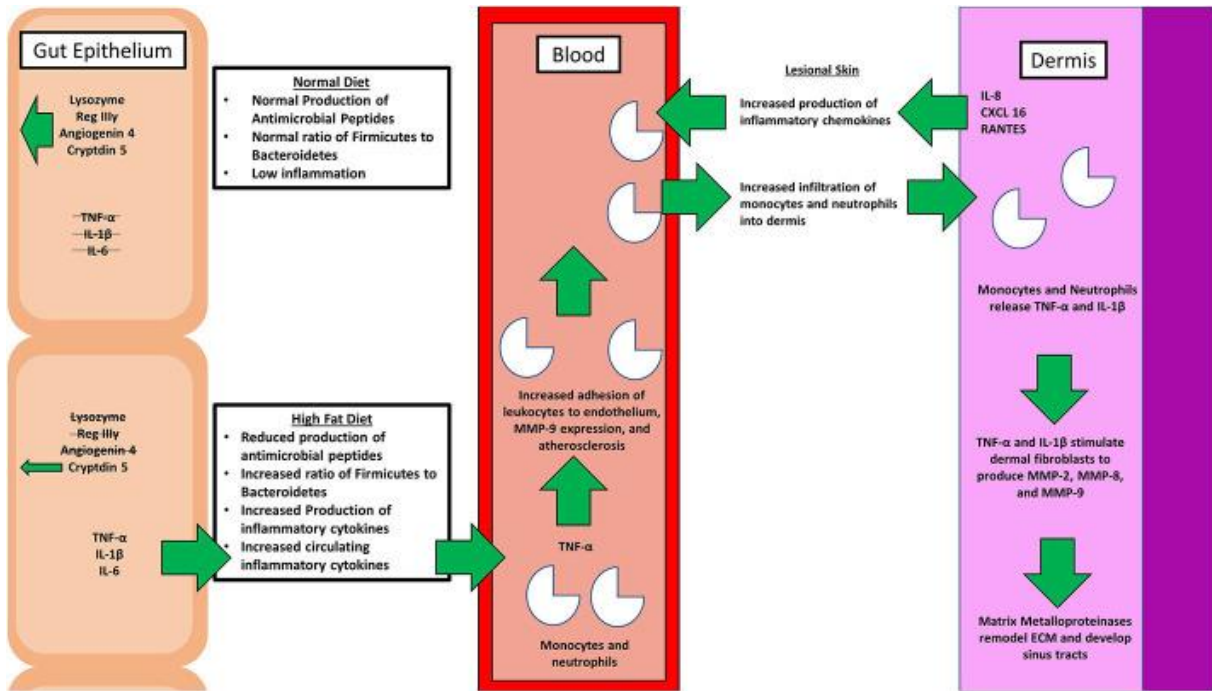 Gut Epithelium
Lysozyme
Reg IIIγ
Angiogenin 4
Cryptdin 5
TNF-α
IL-1β
IL-6
Normal Diet
• Normal Production of
Antimicrobial Peptides
• Normal ratio of Firmicutes to
Bacteroidetes
• Low inflammation
Lysozyme
Reg IIIγ
Angiogenin 4
Cryptdin 5
TNF-α
IL-1β
IL-6
High Fat Diet
• Reduced production of
antimicrobial peptides
• Increased ratio of Firmicutes to
Bacteroidetes
• Increased Production of
inflammatory cytokines
• Increased circulating
inflammatory cytokines
Blood
Increased adhesion of
leukocytes to endothelium,
MMP-9 expression, and
atherosclerosis
TNF-α
Monocytes and
neutrophils
Lesional Skin
Increased production of
inflammatory chemokines
Increased infiltration of
monocytes and neutrophils
into dermis
Dermis
IL-8
CXCL 16
RANTES
Monocytes and Neutrophils
release TNF-α and IL-1β
TNF-α and IL-1β stimulate
dermal fibroblasts to
produce MMP-2, MMP-8,
and MMP-9
Matrix Metalloproteinases
remodel ECM and develop
sinus tracts